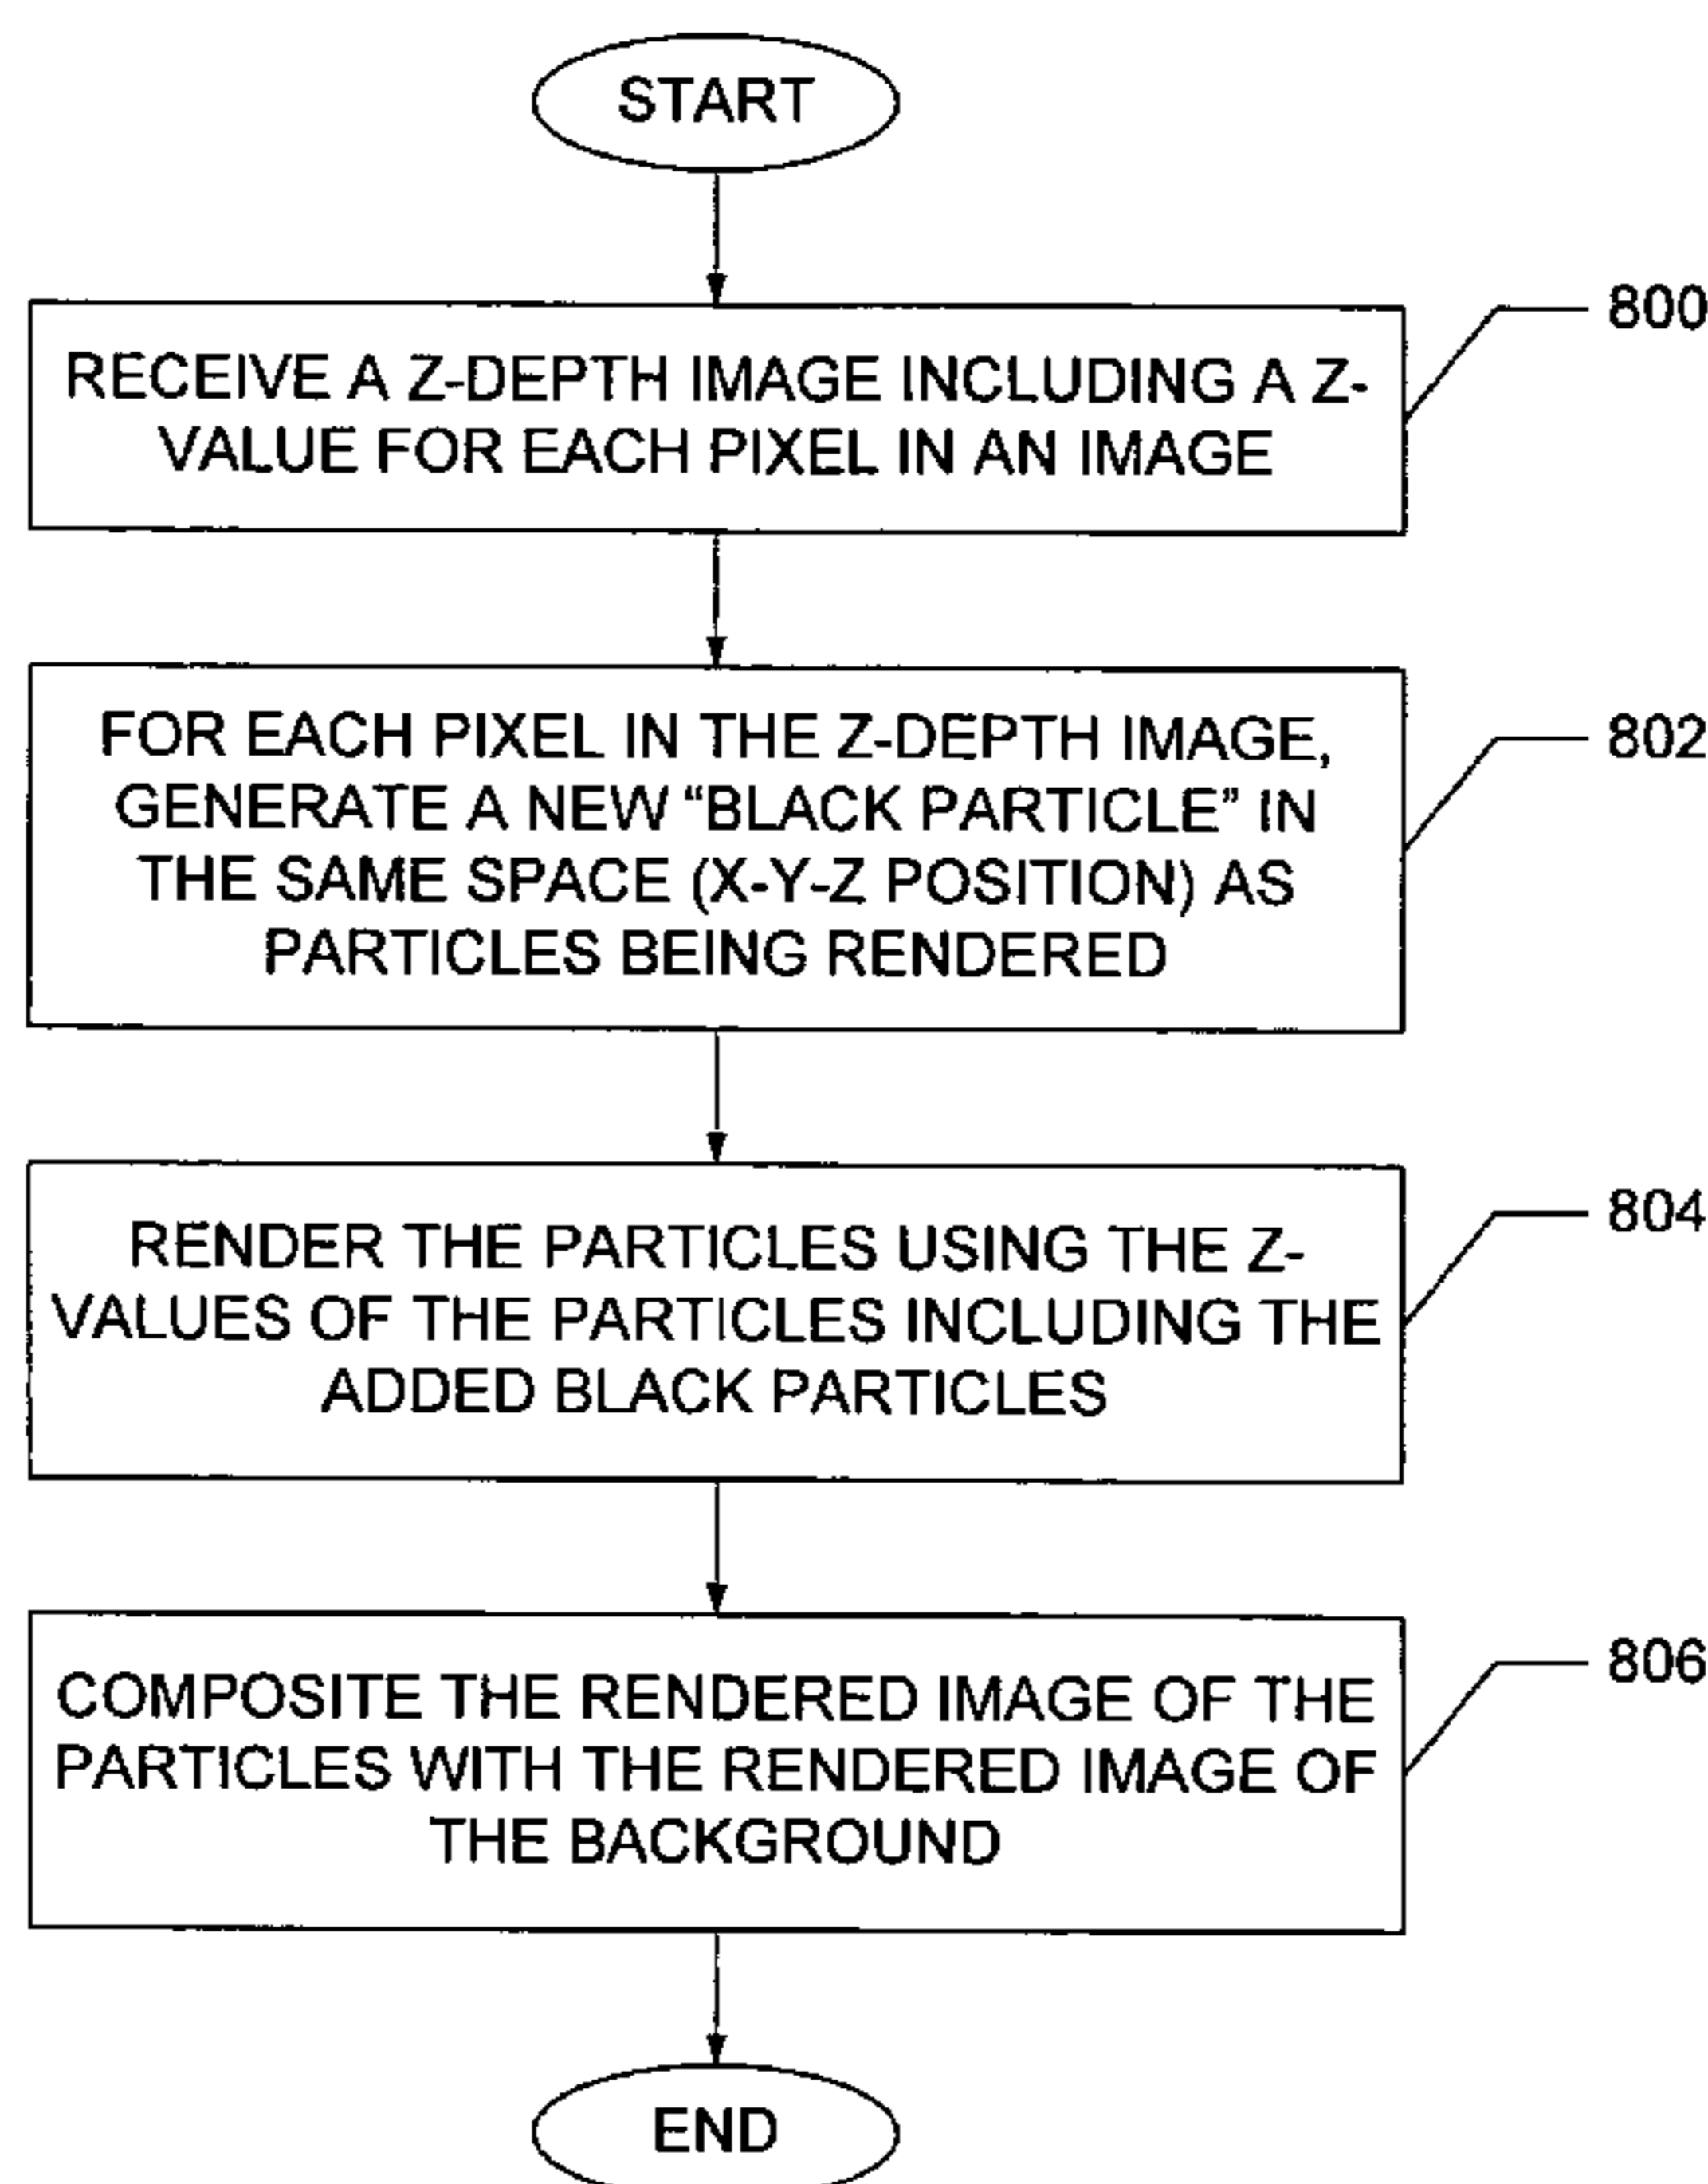 START
800
RECEIVE A Z-DEPTH IMAGE INCLUDING A Z-
VALUE FOR EACH PIXEL IN AN IMAGE
802
FOR EACH PIXEL IN THE Z-DEPTH IMAGE,
GENERATE A NEW “BLACK PARTICLE” IN
THE SAME SPACE (X-Y-Z POSITION) AS
PARTICLES BEING RENDERED
804
RENDER THE PARTICLES USING THE Z-
VALUES OF THE PARTICLES INCLUDING THE
ADDED BLACK PARTICLES
806
COMPOSITE THE RENDERED IMAGE OF THE
PARTICLES WITH THE RENDERED IMAGE OF
THE BACKGROUND
END